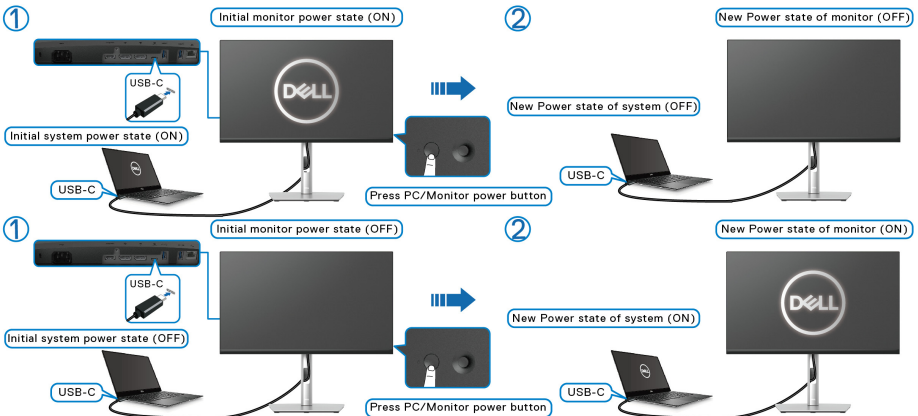 1
Initial monitor power state (ON)
2
New Power state of monitor (OFF)
USB-C
DELL
New Power state of system (OFF)
Initial system power state (ON)
DELL
USB-C
USB-C
Press PC/Monitor power button
1
Initial monitor power state (OFF)
2
New Power state of monitor (ON)
USB-C
DELL
New Power state of system (ON)
Initial system power state (OFF)
DELL
USB-C
USB-C
Press PC/Monitor power button